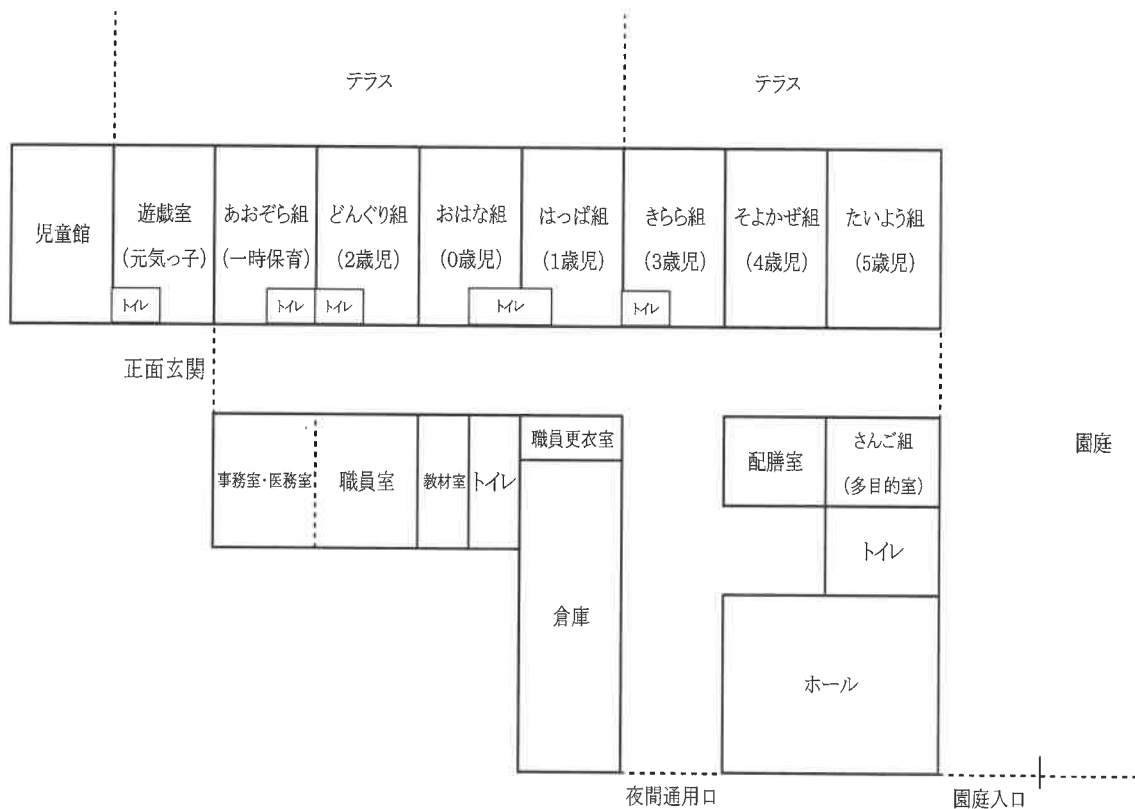 テラス
テラス
児童館
遊戯室
(元気っ子)
トイレ
あおぞら組
(一時保育)
トイレ
どんぐり組
(2歳児)
トイレ
おはな組
(0歳児)
トイレ
はっぱ組
(1歳児)
きらら組
(3歳児)
トイレ
そよかぜ組
(4歳児)
たいよう組
(5歳児)
正面玄関
事務室・医務室
職員室
教材室
トイレ
職員更衣室
倉庫
配膳室
さんご組
(多目的室)
トイレ
ホール
園庭
夜間通用口
園庭入口